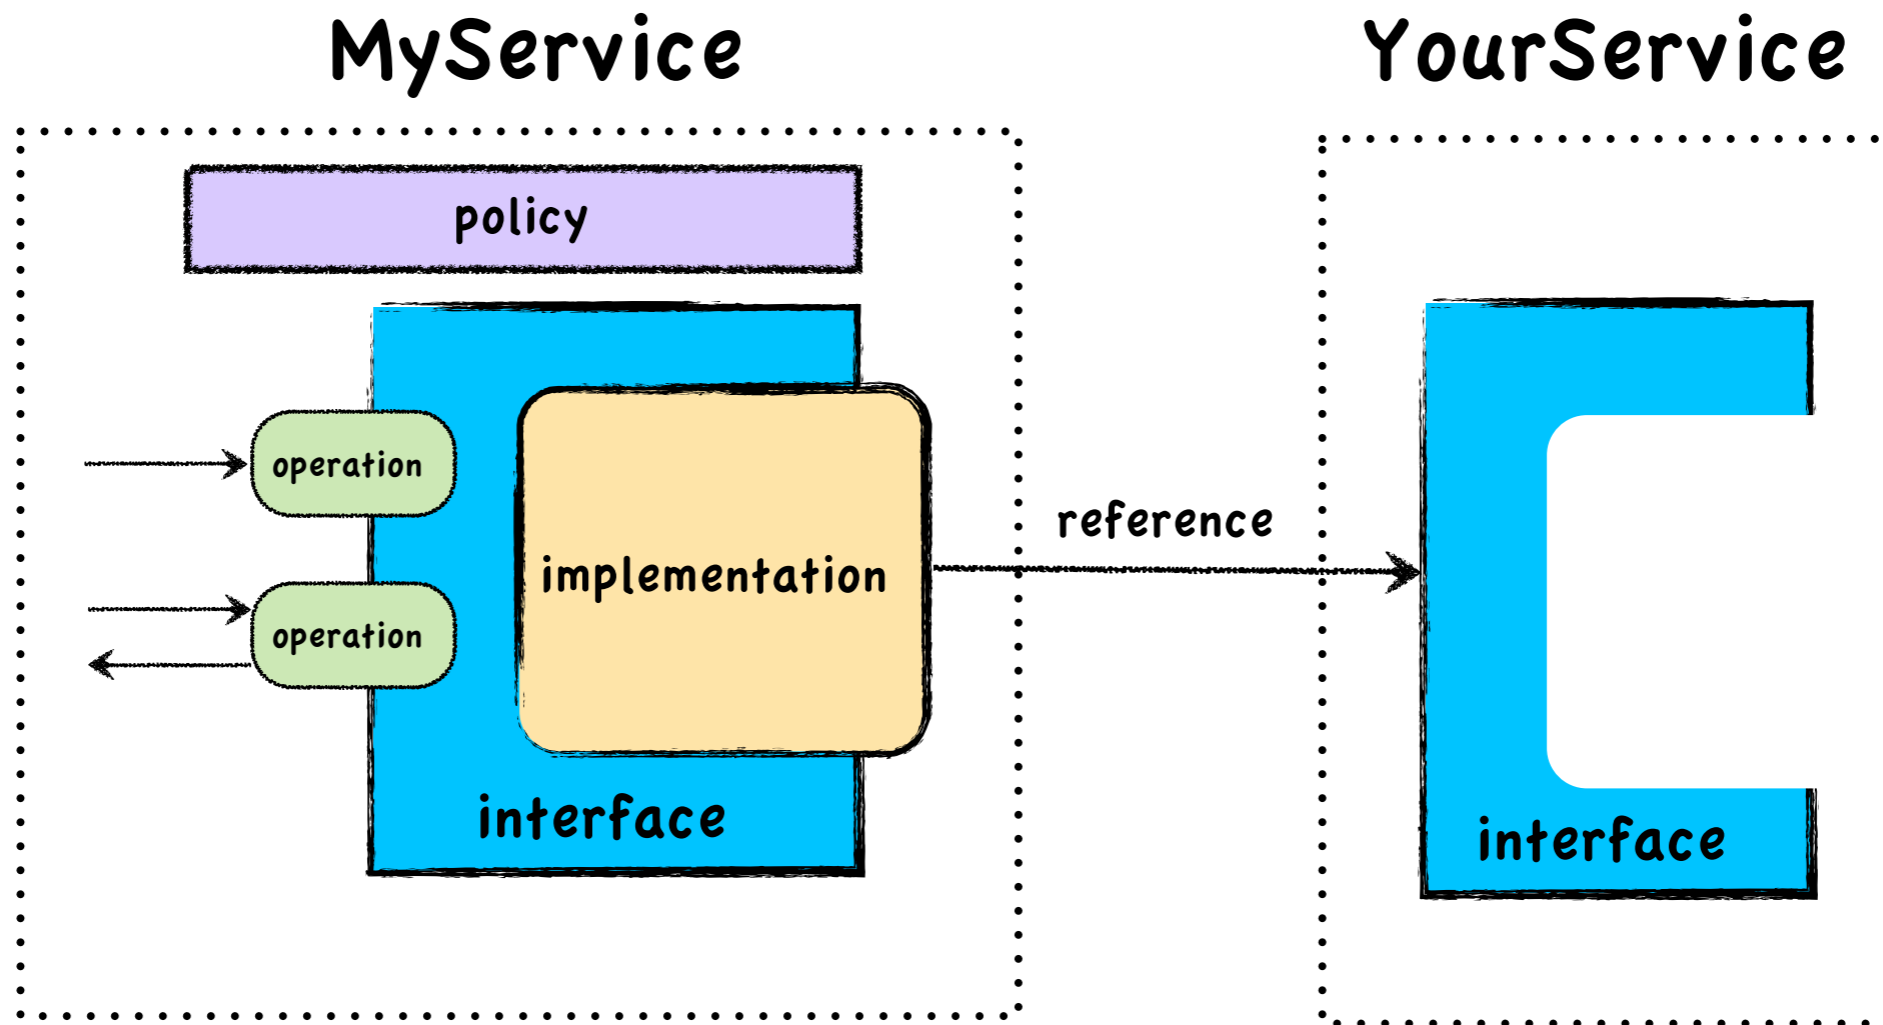 MyService
YourService
policy
operation
reference
implementation
operation
interface
interface